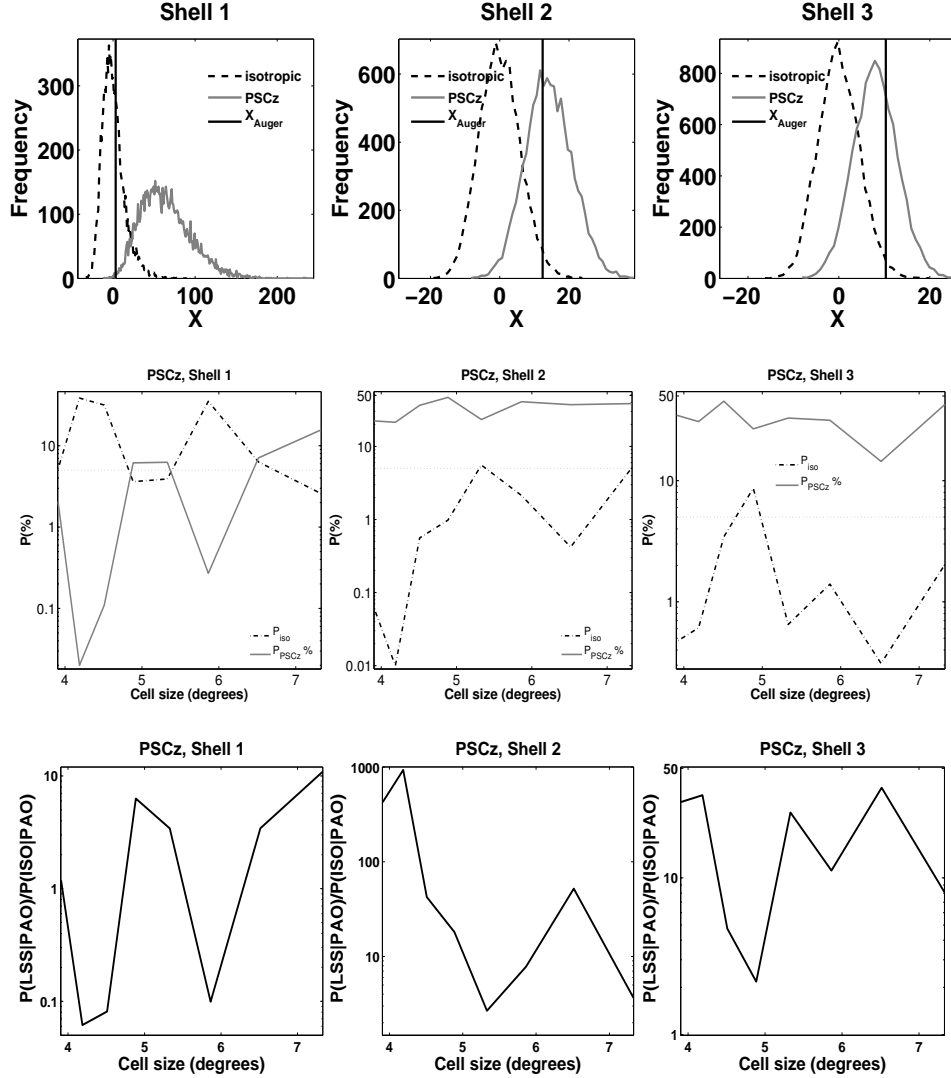 Shell 1
Shell 2
Shell 3
Frequency
300
200
100
0
isotropic
PSCz
X_Auger
0 100 200
X
Frequency
600
400
200
0
isotropic
PSCz
X_Auger
−20 0 20
X
Frequency
800
600
400
200
0
isotropic
PSCz
X_Auger
−20 0 20
X
PSCz, Shell 1
P(%)
10
1
0.1
P_iso
P_PSCz %
4 5 6 7
Cell size (degrees)
PSCz, Shell 2
P(%)
50
10
1
0.1
0.01
P_iso
P_PSCz %
4 5 6 7
Cell size (degrees)
PSCz, Shell 3
P(%)
50
10
1
P_iso
P_PSCz %
4 5 6 7
Cell size (degrees)
PSCz, Shell 1
P(LSS|PAO)/P(ISO|PAO)
10
1
0.1
4 5 6 7
Cell size (degrees)
PSCz, Shell 2
P(LSS|PAO)/P(ISO|PAO)
1000
100
10
4 5 6 7
Cell size (degrees)
PSCz, Shell 3
P(LSS|PAO)/P(ISO|PAO)
50
10
1
4 5 6 7
Cell size (degrees)